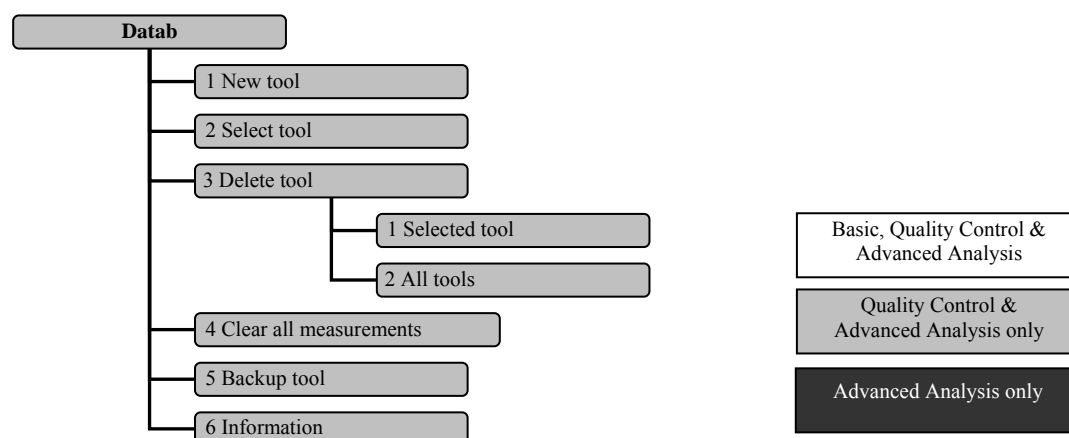 Datab
1 New tool
2 Select tool
3 Delete tool
1 Selected tool
2 All tools
4 Clear all measurements
5 Backup tool
6 Information
Basic, Quality Control &
Advanced Analysis
Quality Control &
Advanced Analysis only
Advanced Analysis only